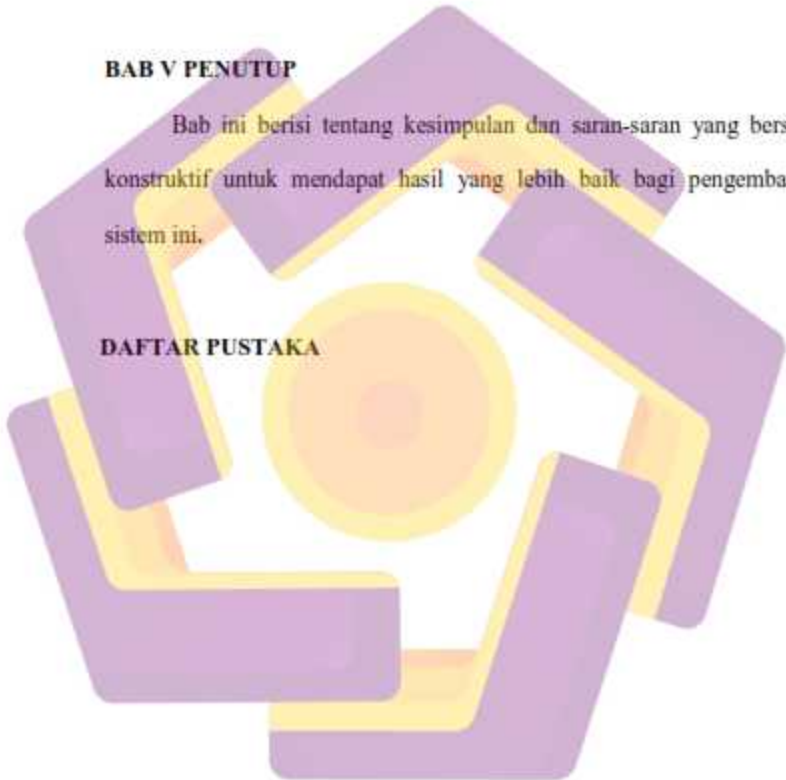 BAB V PENUTUP
Bab ini berisi tentang kesimpulan dan saran-saran yang bers
konstruktif untuk mendapat hasil yang lebih baik bagi pengemba
sistem ini.
DAFTAR PUSTAKA